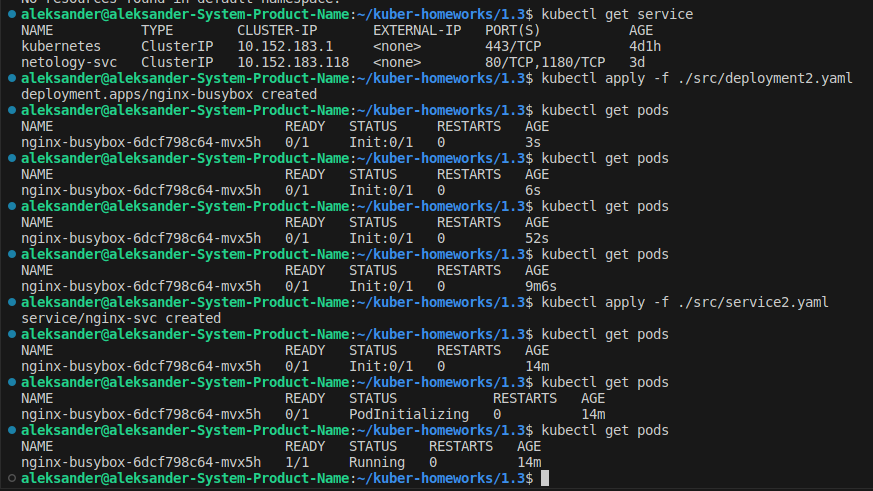 No resources found in default namespace.
aleksander@aleksander-System-Product-Name:~/kuber-homeworks/1.3$ kubectl get service
NAME           TYPE        CLUSTER-IP       EXTERNAL-IP   PORT(S)           AGE
kubernetes     ClusterIP   10.152.183.1     <none>        443/TCP           4d1h
netology-svc   ClusterIP   10.152.183.118   <none>        80/TCP,1180/TCP   3d
aleksander@aleksander-System-Product-Name:~/kuber-homeworks/1.3$ kubectl apply -f ./src/deployment2.yaml
deployment.apps/nginx-busybox created
aleksander@aleksander-System-Product-Name:~/kuber-homeworks/1.3$ kubectl get pods
NAME                             READY   STATUS     RESTARTS   AGE
nginx-busybox-6dcf798c64-mvx5h   0/1     Init:0/1   0          3s
aleksander@aleksander-System-Product-Name:~/kuber-homeworks/1.3$ kubectl get pods
NAME                             READY   STATUS     RESTARTS   AGE
nginx-busybox-6dcf798c64-mvx5h   0/1     Init:0/1   0          6s
aleksander@aleksander-System-Product-Name:~/kuber-homeworks/1.3$ kubectl get pods
NAME                             READY   STATUS     RESTARTS   AGE
nginx-busybox-6dcf798c64-mvx5h   0/1     Init:0/1   0          52s
aleksander@aleksander-System-Product-Name:~/kuber-homeworks/1.3$ kubectl get pods
NAME                             READY   STATUS     RESTARTS   AGE
nginx-busybox-6dcf798c64-mvx5h   0/1     Init:0/1   0          9m6s
aleksander@aleksander-System-Product-Name:~/kuber-homeworks/1.3$ kubectl apply -f ./src/service2.yaml
service/nginx-svc created
aleksander@aleksander-System-Product-Name:~/kuber-homeworks/1.3$ kubectl get pods
NAME                             READY   STATUS     RESTARTS   AGE
nginx-busybox-6dcf798c64-mvx5h   0/1     Init:0/1   0          14m
aleksander@aleksander-System-Product-Name:~/kuber-homeworks/1.3$ kubectl get pods
NAME                             READY   STATUS            RESTARTS   AGE
nginx-busybox-6dcf798c64-mvx5h   0/1     PodInitializing   0          14m
aleksander@aleksander-System-Product-Name:~/kuber-homeworks/1.3$ kubectl get pods
NAME                             READY   STATUS    RESTARTS   AGE
nginx-busybox-6dcf798c64-mvx5h   1/1     Running   0          14m
aleksander@aleksander-System-Product-Name:~/kuber-homeworks/1.3$